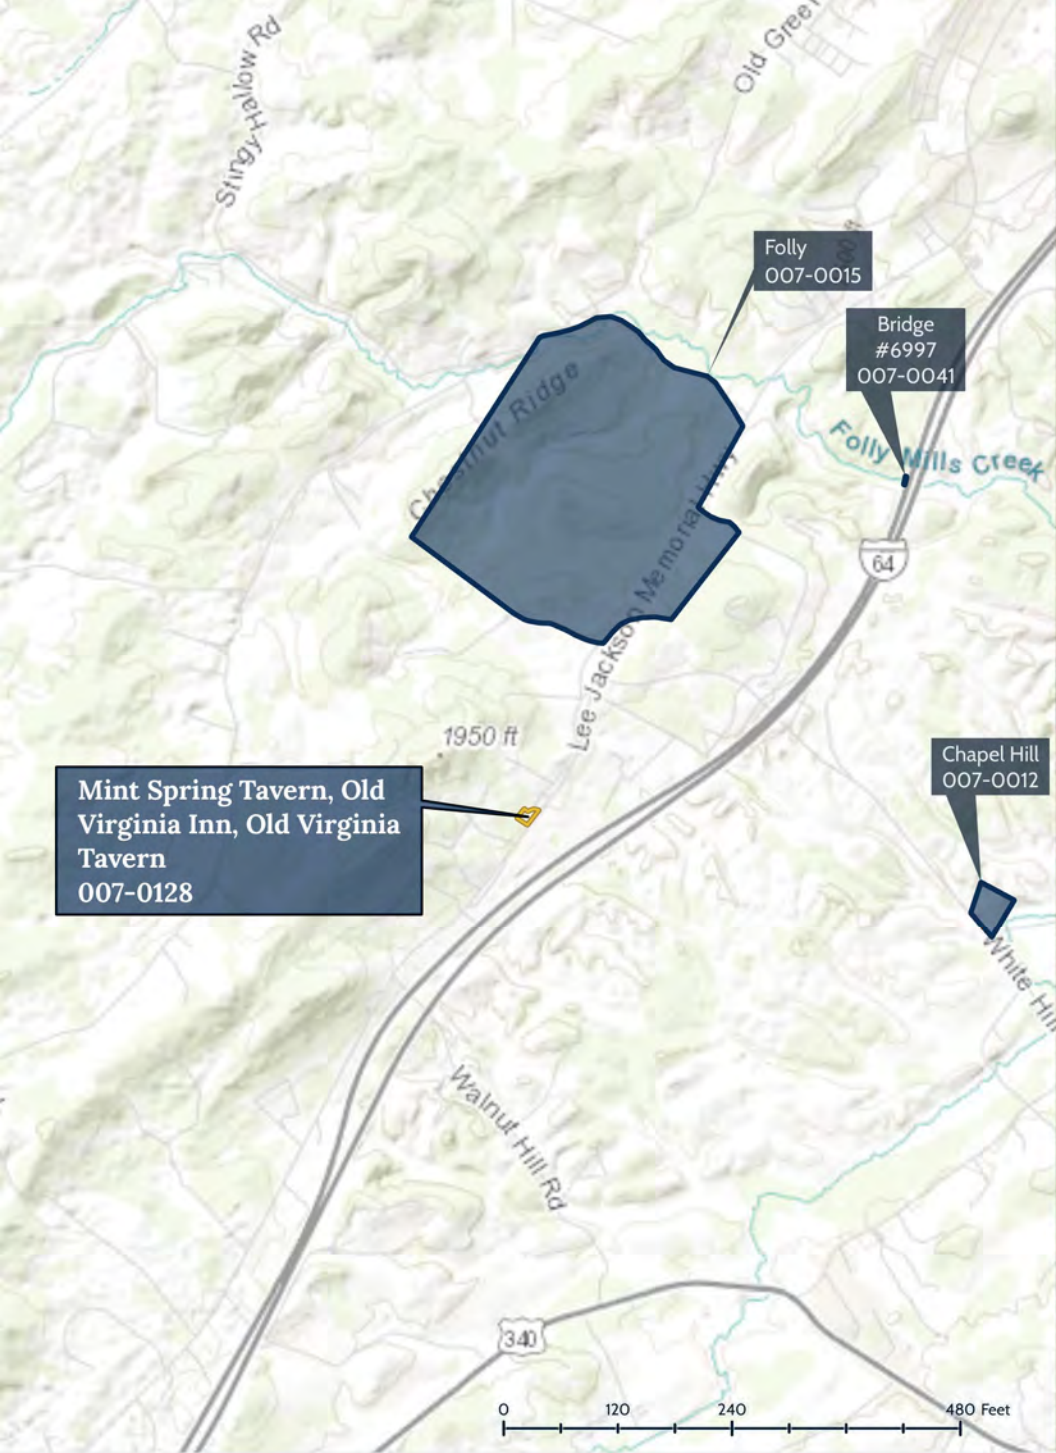 Stingy-Hallow Rd
Folly
007-0015
Bridge
#6997
007-0041
Chestnut Ridge
Folly Mills Creek
64
Lee Jackson Memorial Hwy
1950 ft
Chapel Hill
007-0012
Mint Spring Tavern, Old
Virginia Inn, Old Virginia
Tavern
007-0128
White Hill
Walnut Hill Rd
340
0 120 240 480 Feet
Old Gree